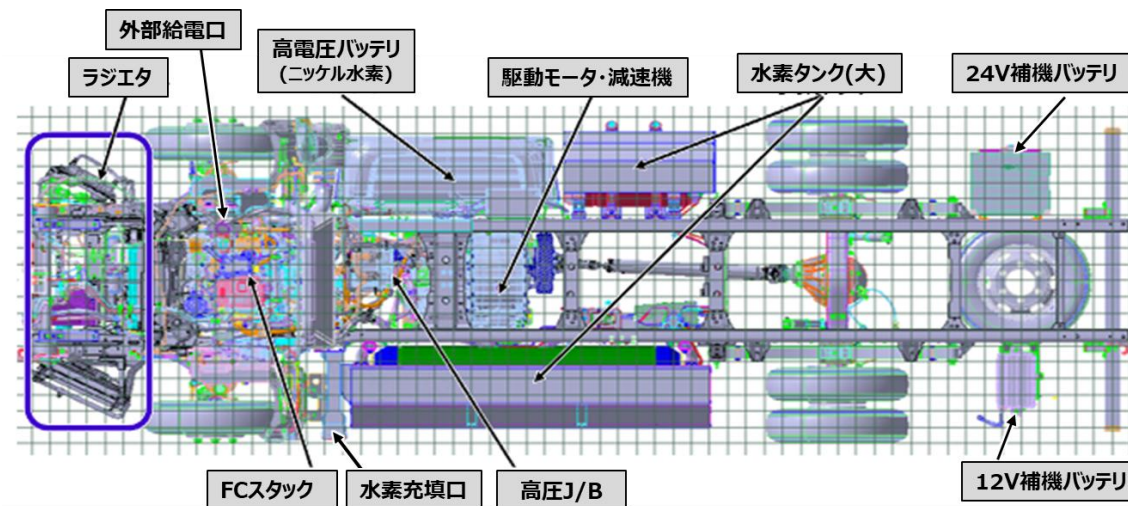 外部給電口
ラジエタ
高電圧バッテリ
(ニッケル水素)
駆動モータ・減速機
水素タンク(大)
24V補機バッテリ
FCスタック
水素充填口
高圧J/B
12V補機バッテリ